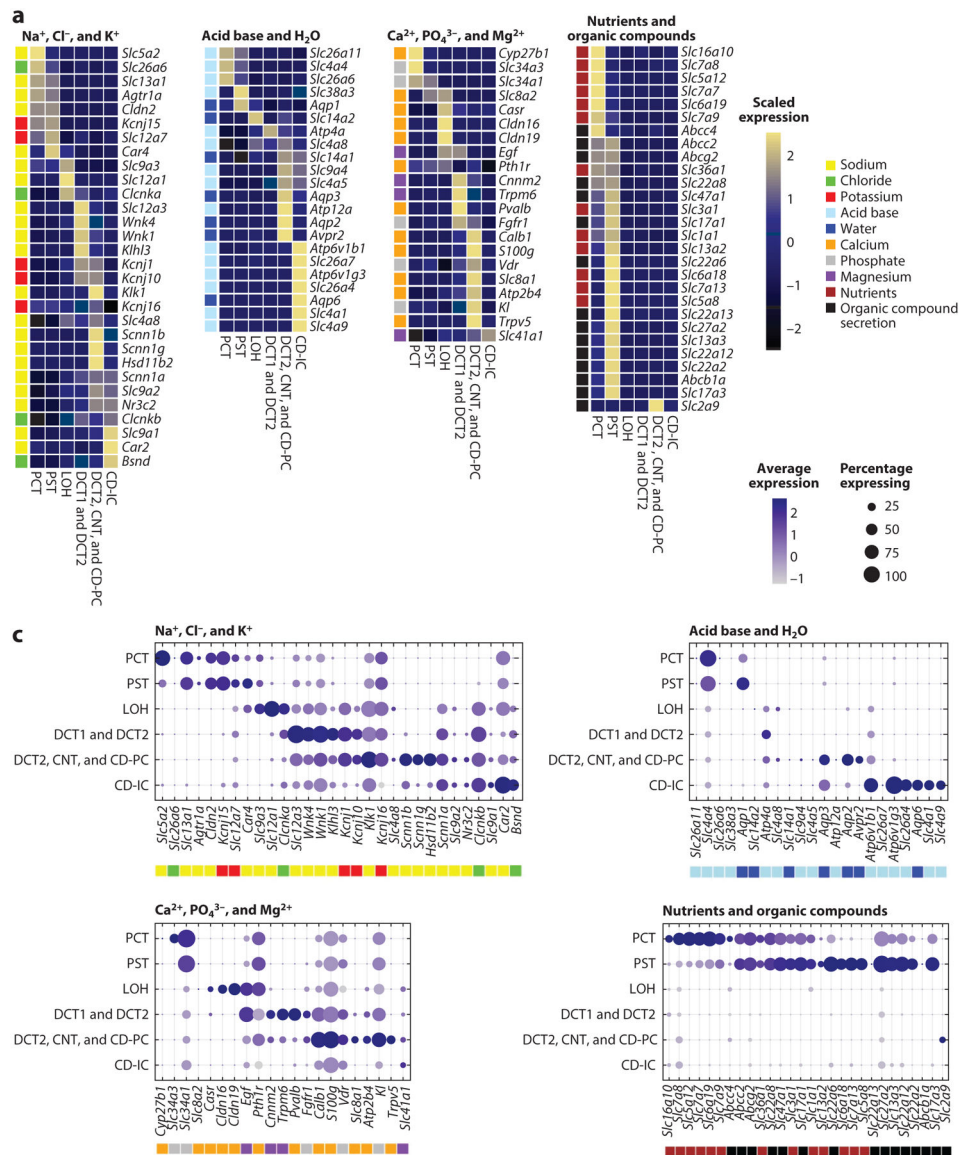 a
Na⁺, Cl⁻, and K⁺
Slc5a2
Slc26a6
Slc13a1
Agtr1a
Cldn2
Kcnj15
Slc12a7
Car4
Slc9a3
Slc12a1
Clcnka
Slc12a3
Wnk4
Wnk1
Klhl3
Kcnj1
Kcnj10
Klk1
Kcnj16
Slc4a8
Scnn1b
Scnn1g
Hsd11b2
Scnn1a
Slc9a2
Nr3c2
Clcnkb
Slc9a1
Car2
Bsnd
PCT
PST
LOH
DCT1 and DCT2
DCT2, CNT, and CD-PC
CD-IC
Acid base and H₂O
Slc26a11
Slc4a4
Slc26a6
Slc38a3
Aqp1
Slc14a2
Atp4a
Slc4a8
Slc14a1
Slc9a4
Slc4a5
Aqp3
Atp12a
Aqp2
Avpr2
Atp6v1b1
Slc26a7
Atp6v1g3
Slc26a4
Aqp6
Slc4a1
Slc4a9
PCT
PST
LOH
DCT1 and DCT2
DCT2, CNT, and CD-PC
CD-IC
Ca²⁺, PO₄³⁻, and Mg²⁺
Cyp27b1
Slc34a3
Slc34a1
Slc8a2
Casr
Cldn16
Cldn19
Egf
Pth1r
Cnnm2
Trpm6
Pvalb
Fgfr1
Calb1
S100g
Vdr
Slc8a1
Atp2b4
Kl
Trpv5
Slc41a1
PCT
PST
LOH
DCT1 and DCT2
DCT2, CNT, and CD-PC
CD-IC
Nutrients and
organic compounds
Slc16a10
Slc7a8
Slc5a12
Slc7a7
Slc6a19
Slc7a9
Abcc4
Abcc2
Abcg2
Slc36a1
Slc22a8
Slc47a1
Slc3a1
Slc17a1
Slc1a1
Slc13a2
Slc22a6
Slc6a18
Slc7a13
Slc5a8
Slc22a13
Slc27a2
Slc13a3
Slc22a12
Slc22a2
Abcb1a
Slc17a3
Slc2a9
PCT
PST
LOH
DCT1 and DCT2
DCT2, CNT, and CD-PC
CD-IC
Scaled
expression
2
1
0
−1
−2
Sodium
Chloride
Potassium
Acid base
Water
Calcium
Phosphate
Magnesium
Nutrients
Organic compound
secretion
Average
expression
2
1
0
−1
Percentage
expressing
25
50
75
100
c
Na⁺, Cl⁻, and K⁺
PCT
PST
LOH
DCT1 and DCT2
DCT2, CNT, and CD-PC
CD-IC
Slc5a2
Slc26a6
Slc13a1
Agtr1a
Cldn2
Kcnj15
Slc12a7
Car4
Slc9a3
Slc12a1
Clcnka
Slc12a3
Wnk4
Wnk1
Klhl3
Kcnj1
Kcnj10
Klk1
Kcnj16
Slc4a8
Scnn1b
Scnn1g
Hsd11b2
Scnn1a
Slc9a2
Nr3c2
Clcnkb
Slc9a1
Car2
Bsnd
Acid base and H₂O
PCT
PST
LOH
DCT1 and DCT2
DCT2, CNT, and CD-PC
CD-IC
Slc26a11
Slc4a4
Slc26a6
Slc38a3
Aqp1
Slc14a2
Atp4a
Slc4a8
Slc14a1
Slc9a4
Slc4a5
Aqp3
Atp12a
Aqp2
Avpr2
Atp6v1b1
Slc26a7
Atp6v1g3
Slc26a4
Aqp6
Slc4a1
Slc4a9
Ca²⁺, PO₄³⁻, and Mg²⁺
PCT
PST
LOH
DCT1 and DCT2
DCT2, CNT, and CD-PC
CD-IC
Cyp27b1
Slc34a3
Slc34a1
Slc8a2
Casr
Cldn16
Cldn19
Egf
Pth1r
Cnnm2
Trpm6
Pvalb
Fgfr1
Calb1
S100g
Vdr
Slc8a1
Atp2b4
Kl
Trpv5
Slc41a1
Nutrients and organic compounds
PCT
PST
LOH
DCT1 and DCT2
DCT2, CNT, and CD-PC
CD-IC
Slc16a10
Slc7a8
Slc5a12
Slc7a7
Slc6a19
Slc7a9
Abcc4
Abcc2
Abcg2
Slc36a1
Slc22a8
Slc47a1
Slc3a1
Slc17a1
Slc1a1
Slc13a2
Slc22a6
Slc6a18
Slc7a13
Slc5a8
Slc22a13
Slc27a2
Slc13a3
Slc22a12
Slc22a2
Abcb1a
Slc17a3
Slc2a9